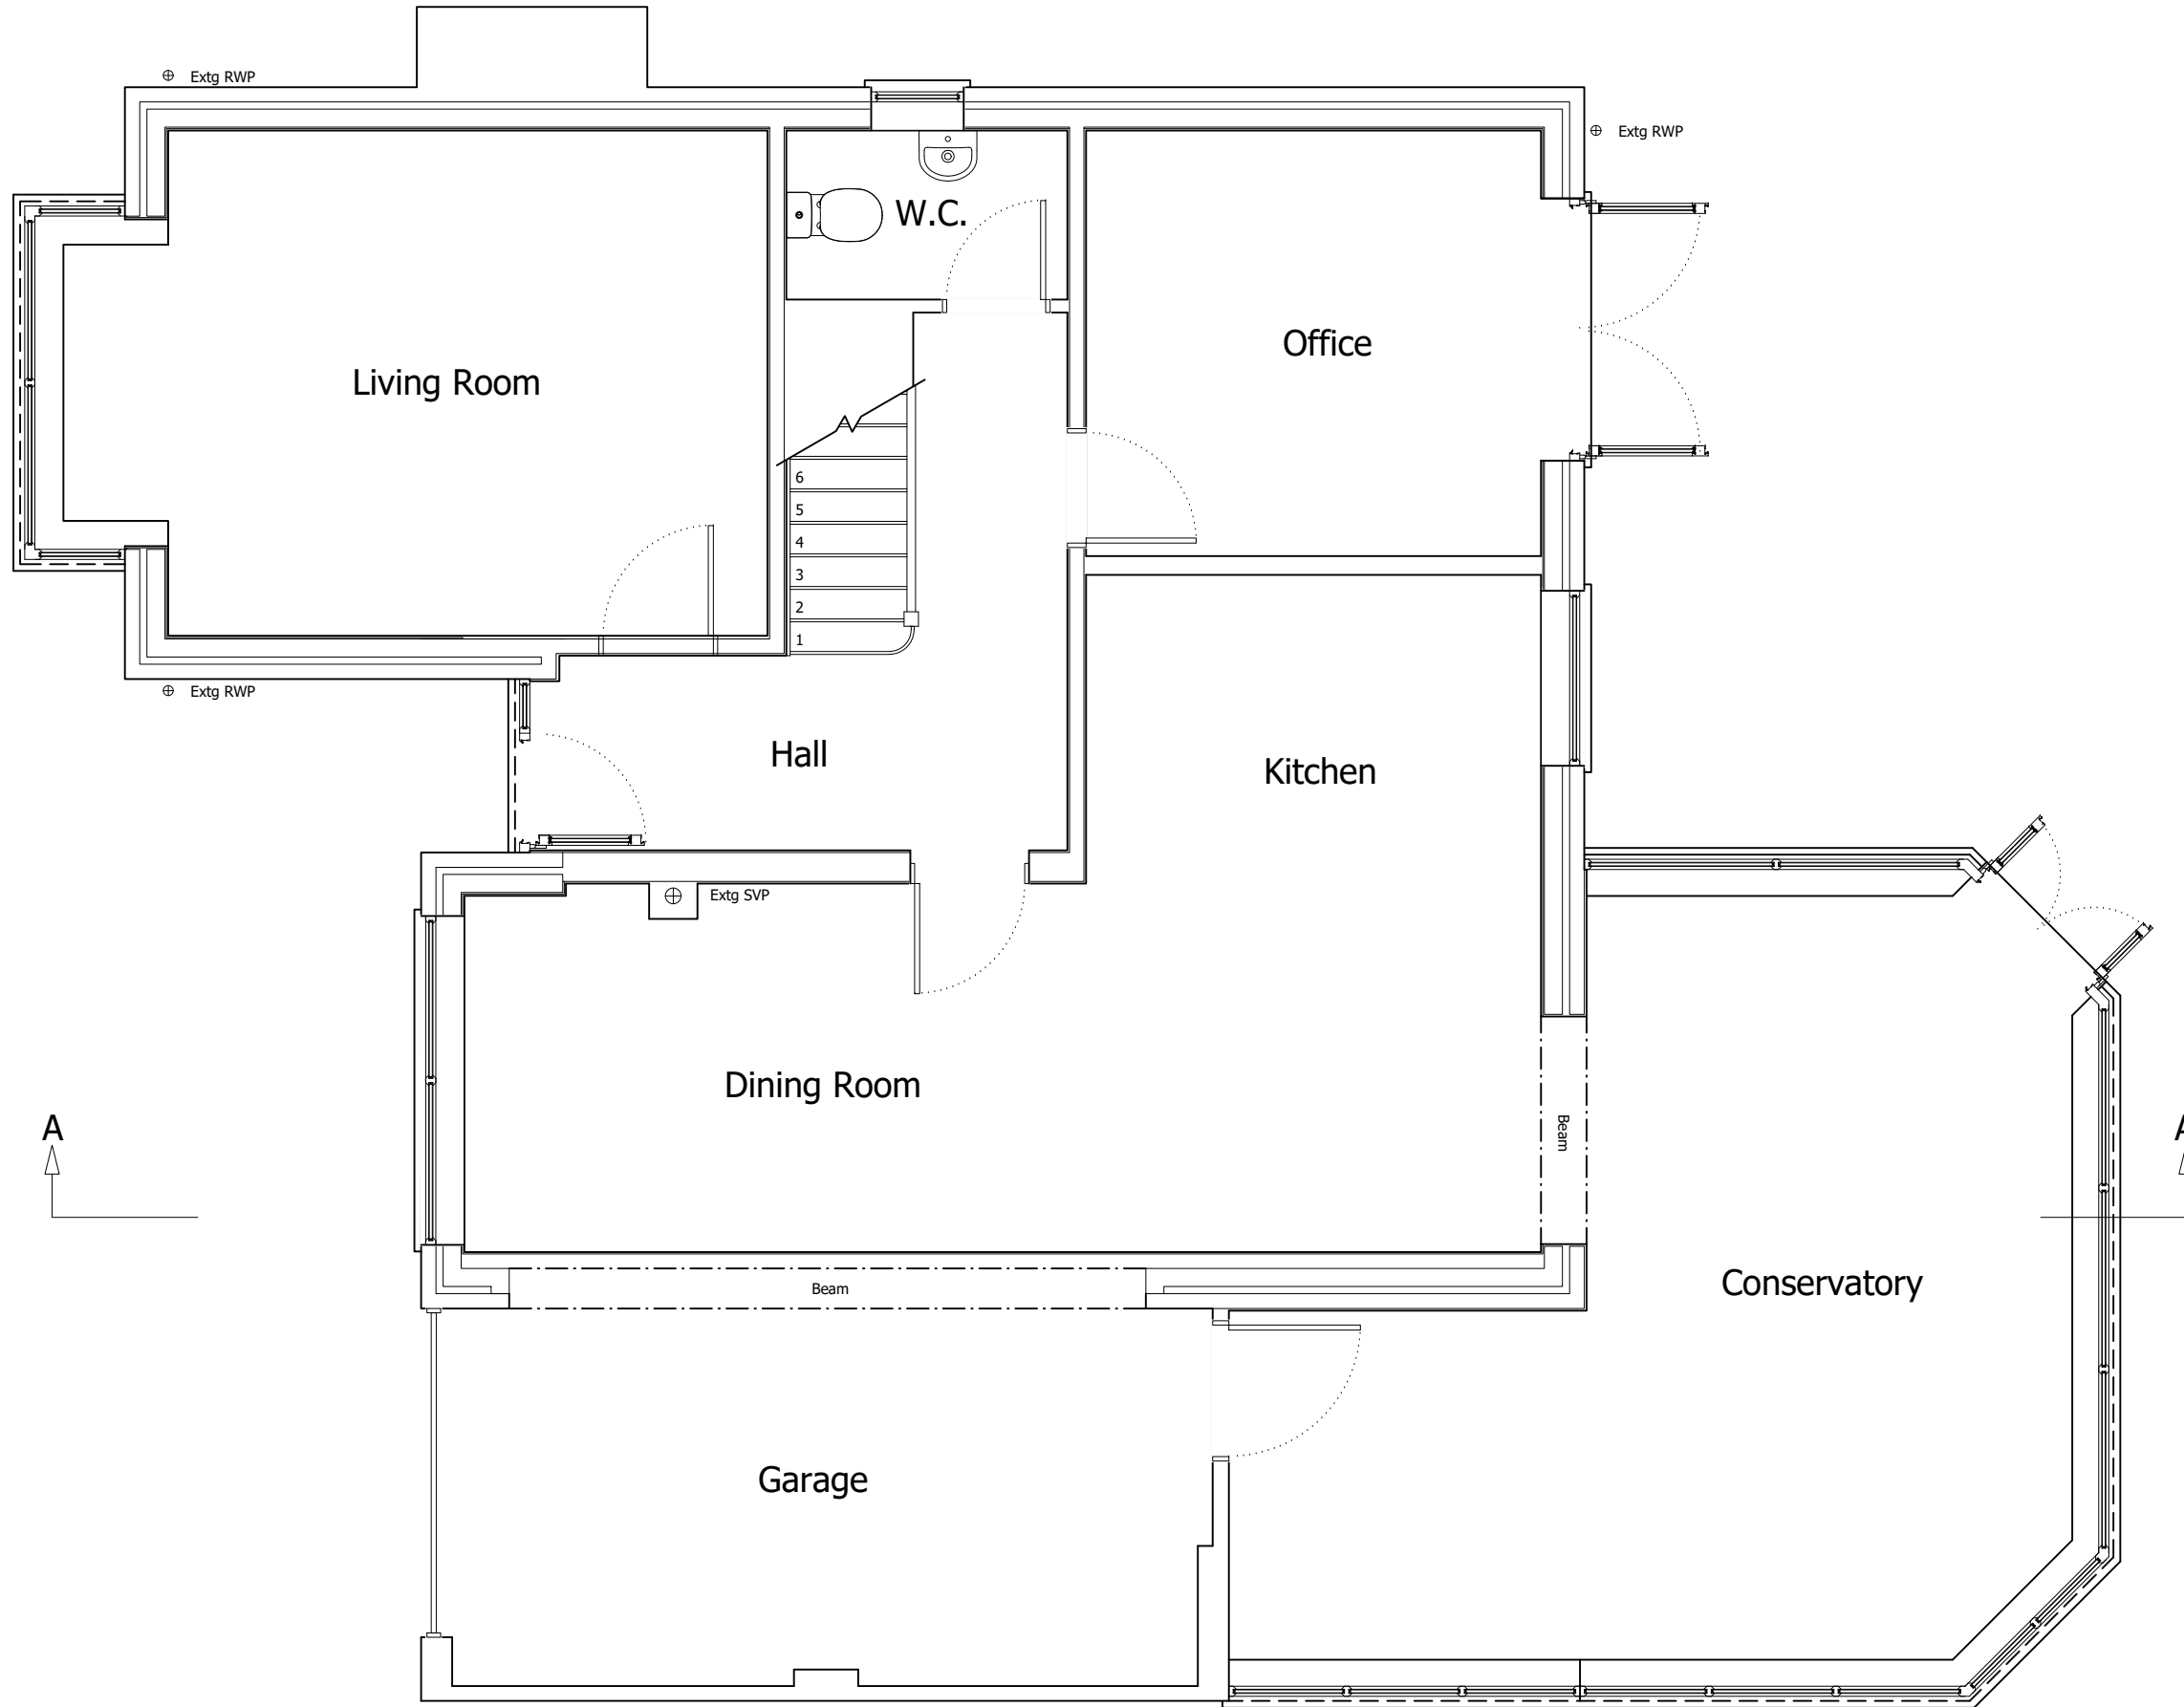 Extg RWP
Extg RWP
W.C.
Office
Living Room
6
5
4
3
2
1
Extg RWP
Hall
Kitchen
Extg SVP
Dining Room
Beam
A
A
Conservatory
Beam
Garage